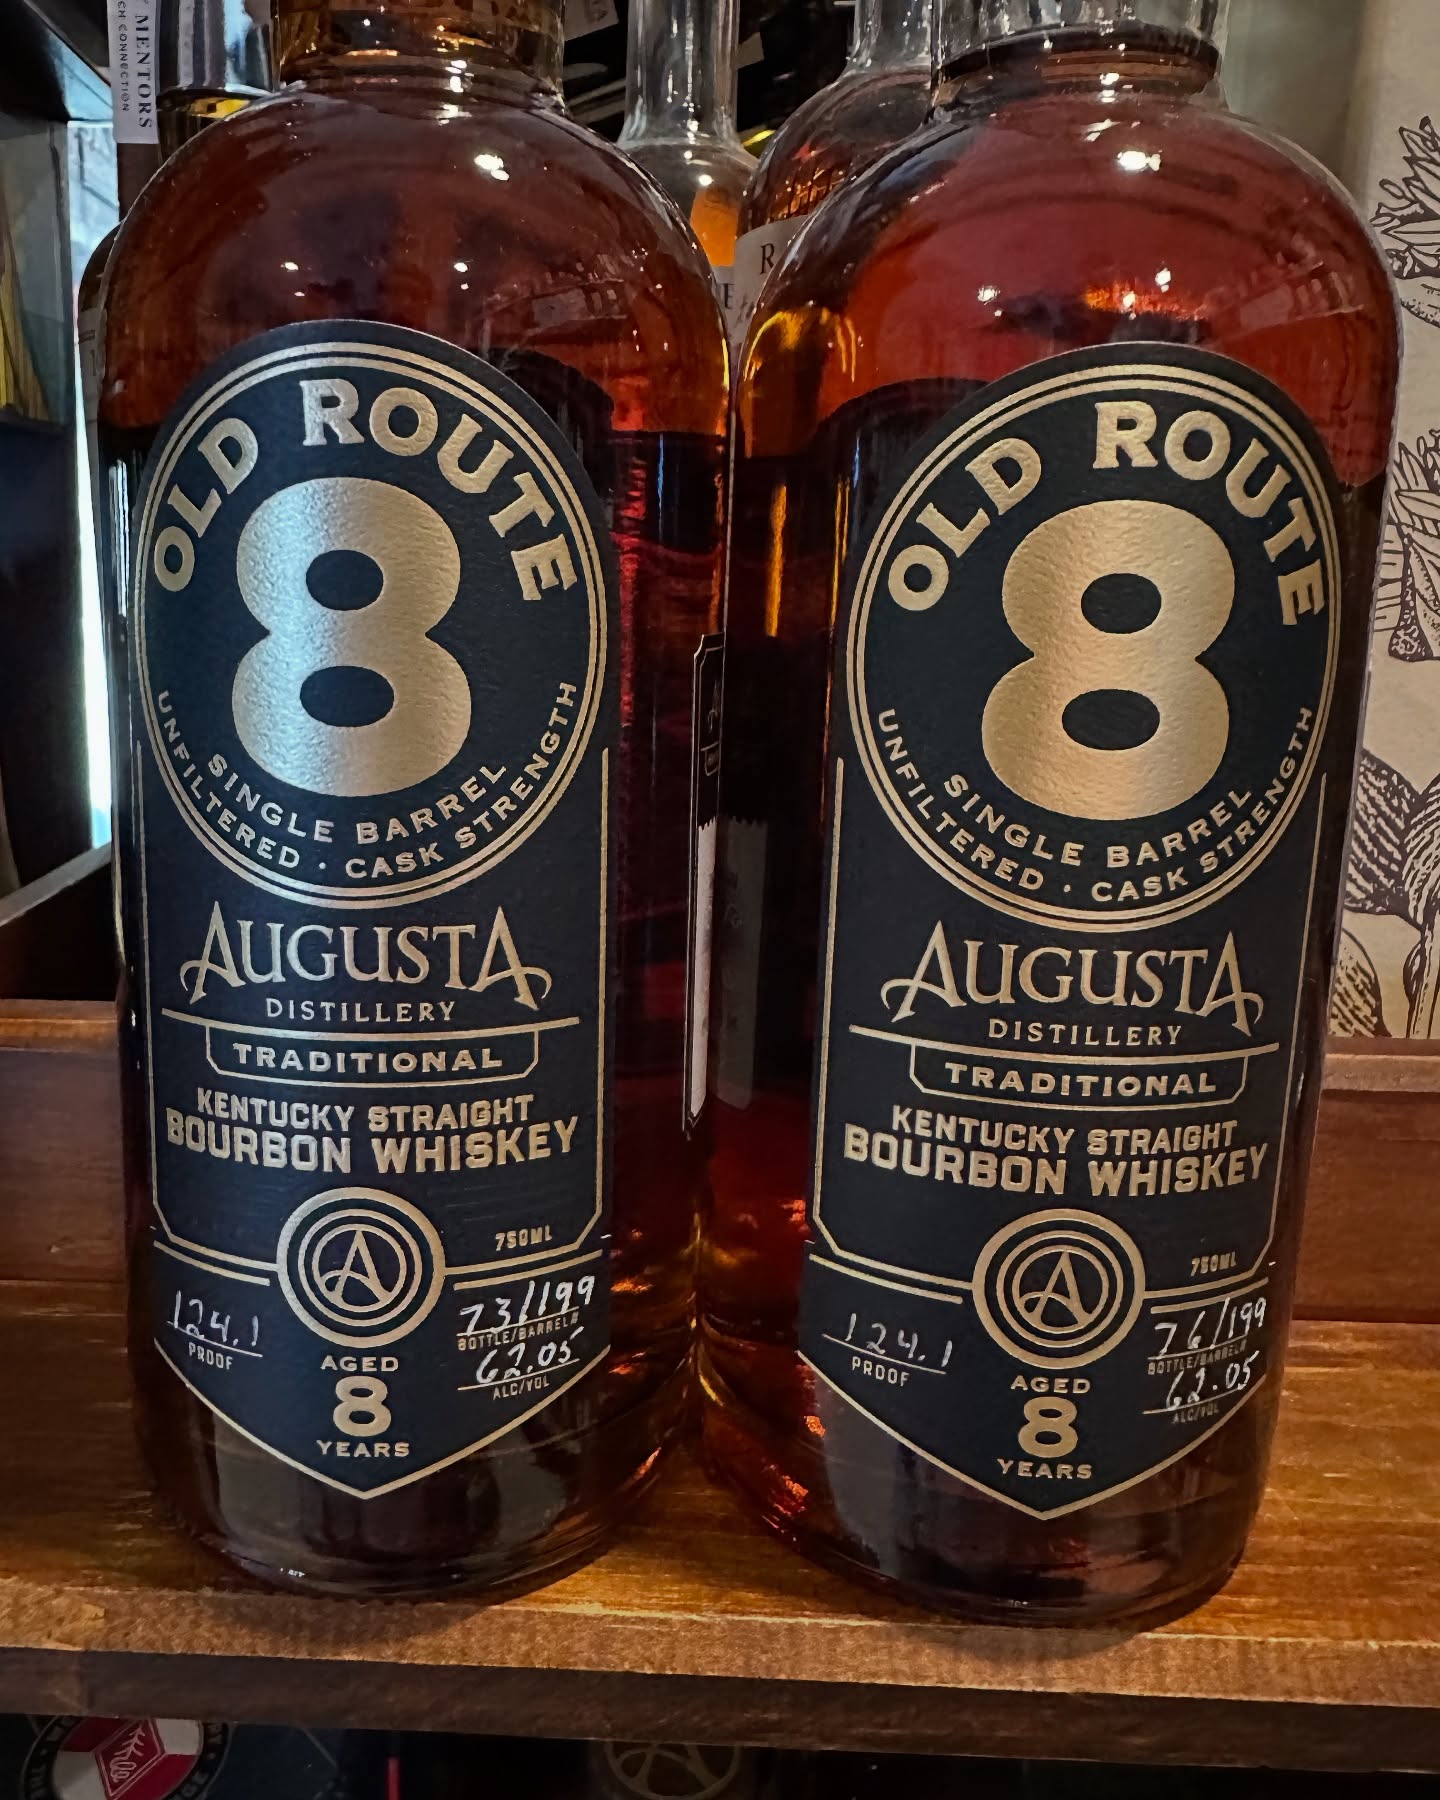 MENTORS
CONNECTION
OLD ROUTE
8
SINGLE BARREL
UNFILTERED · CASK STRENGTH
AUGUSTA
DISTILLERY
TRADITIONAL
KENTUCKY STRAIGHT
BOURBON WHISKEY
750ML
A
124.1
PROOF
73/199
BOTTLE/BARREL#
62.05
ALC/VOL
AGED
8
YEARS
OLD ROUTE
8
SINGLE BARREL
UNFILTERED · CASK STRENGTH
AUGUSTA
DISTILLERY
TRADITIONAL
KENTUCKY STRAIGHT
BOURBON WHISKEY
750ML
A
124.1
PROOF
76/199
BOTTLE/BARREL#
62.05
ALC/VOL
AGED
8
YEARS